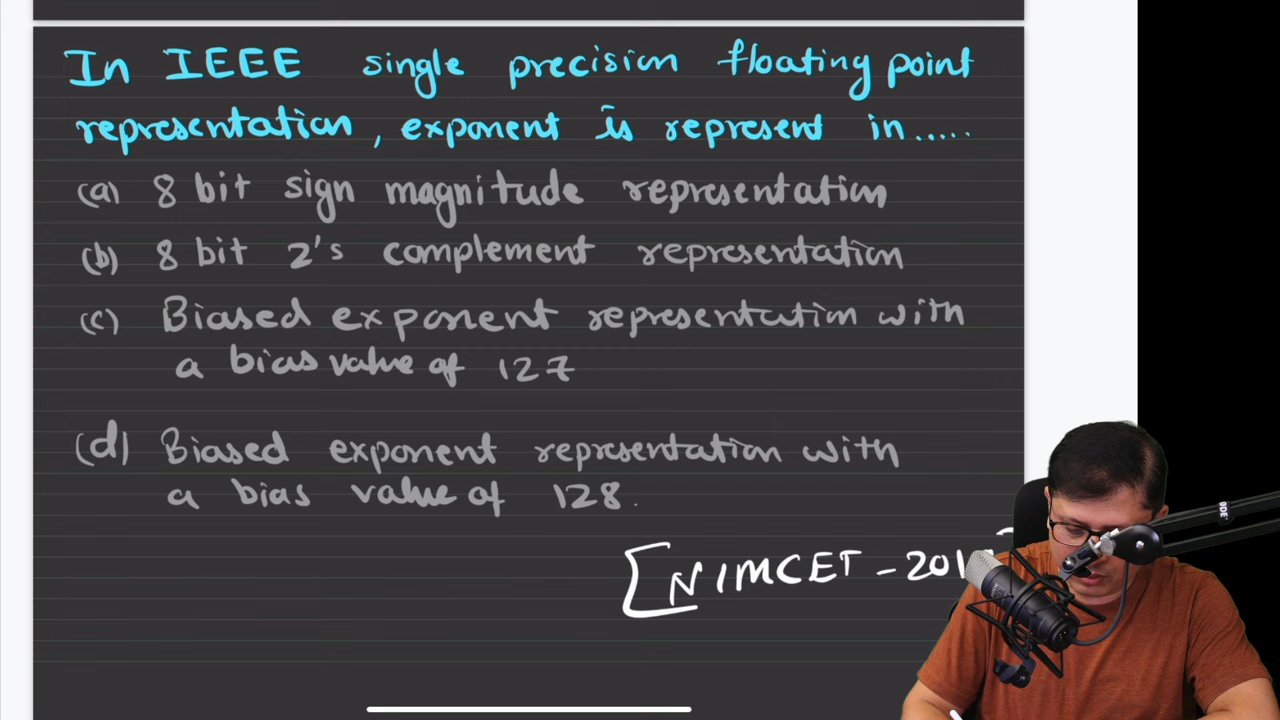 In IEEE single precision floating point
representation, exponent is represent in.....
(a) 8 bit sign magnitude representation
(b) 8 bit 2's complement representation
(c) Biased exponent representation with
a bias value of 127
(d) Biased exponent representation with
a bias value of 128.
[NIMCET - 201